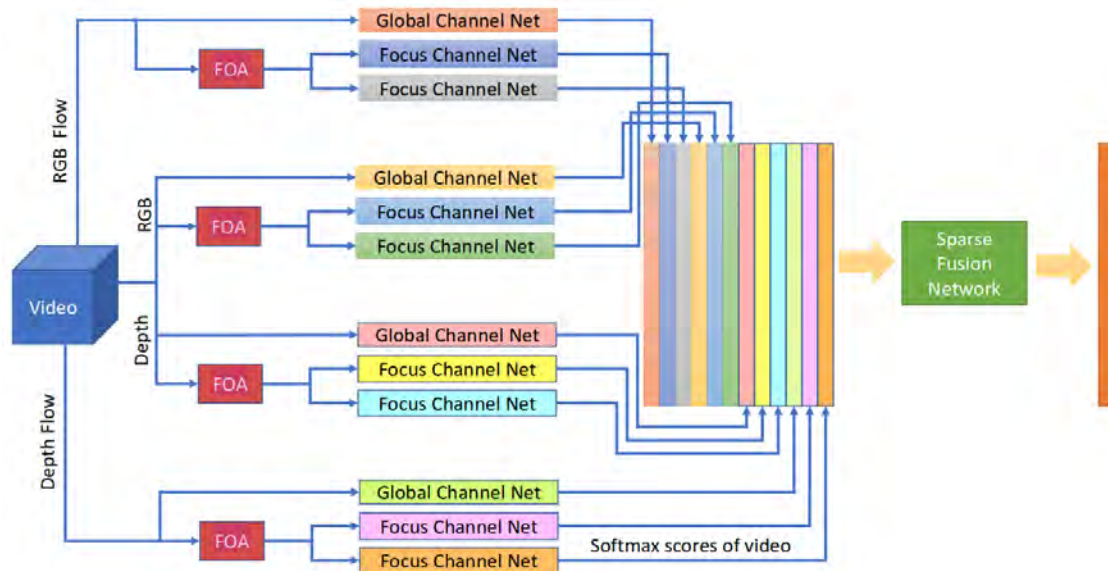 Global Channel Net
FOA
Focus Channel Net
Focus Channel Net
RGB Flow
Global Channel Net
RGB
FOA
Focus Channel Net
Focus Channel Net
Sparse
Fusion
Network
Video
Depth
Global Channel Net
FOA
Focus Channel Net
Focus Channel Net
Depth Flow
Global Channel Net
FOA
Focus Channel Net
Softmax scores of video
Focus Channel Net